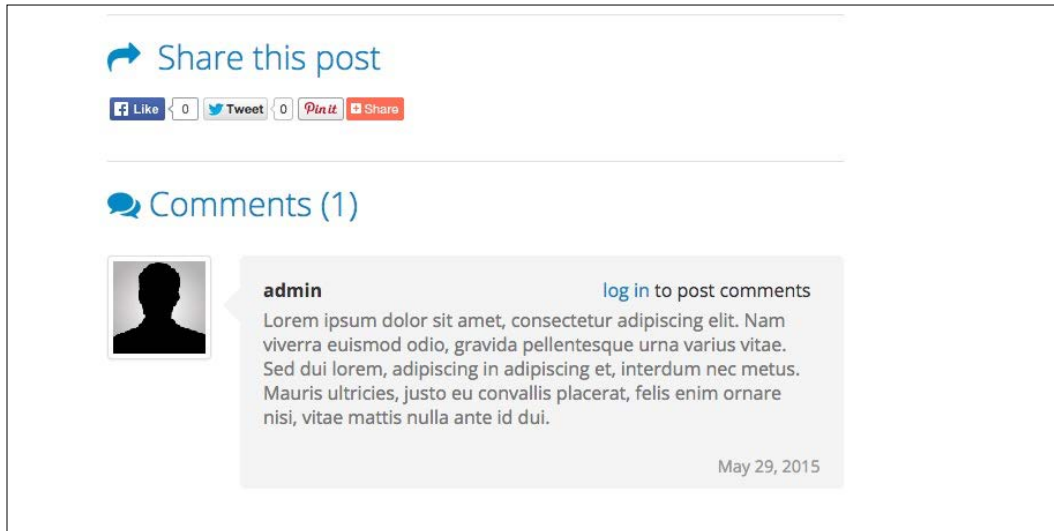 Share this post
Like 0 Tweet 0 Pin it Share
Comments (1)
admin log in to post comments
Lorem ipsum dolor sit amet, consectetur adipiscing elit. Nam
viverra euismod odio, gravida pellentesque urna varius vitae.
Sed dui lorem, adipiscing in adipiscing et, interdum nec metus.
Mauris ultricies, justo eu convallis placerat, felis enim ornare
nisi, vitae mattis nulla ante id dui.
May 29, 2015